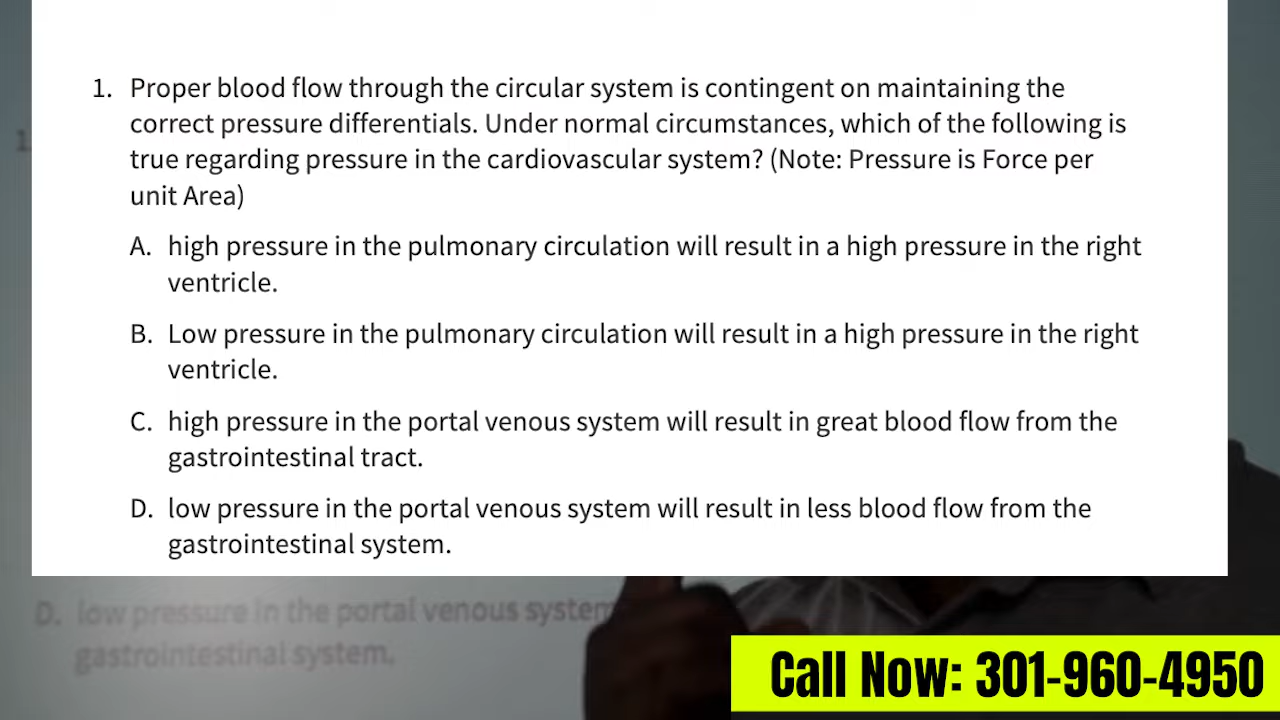 1. Proper blood flow through the circular system is contingent on maintaining the
correct pressure differentials. Under normal circumstances, which of the following is
true regarding pressure in the cardiovascular system? (Note: Pressure is Force per
unit Area)
A. high pressure in the pulmonary circulation will result in a high pressure in the right
ventricle.
B. Low pressure in the pulmonary circulation will result in a high pressure in the right
ventricle.
C. high pressure in the portal venous system will result in great blood flow from the
gastrointestinal tract.
D. low pressure in the portal venous system will result in less blood flow from the
gastrointestinal system.
D. low pressure in the portal venous system
gastrointestinal system.
Call Now: 301-960-4950